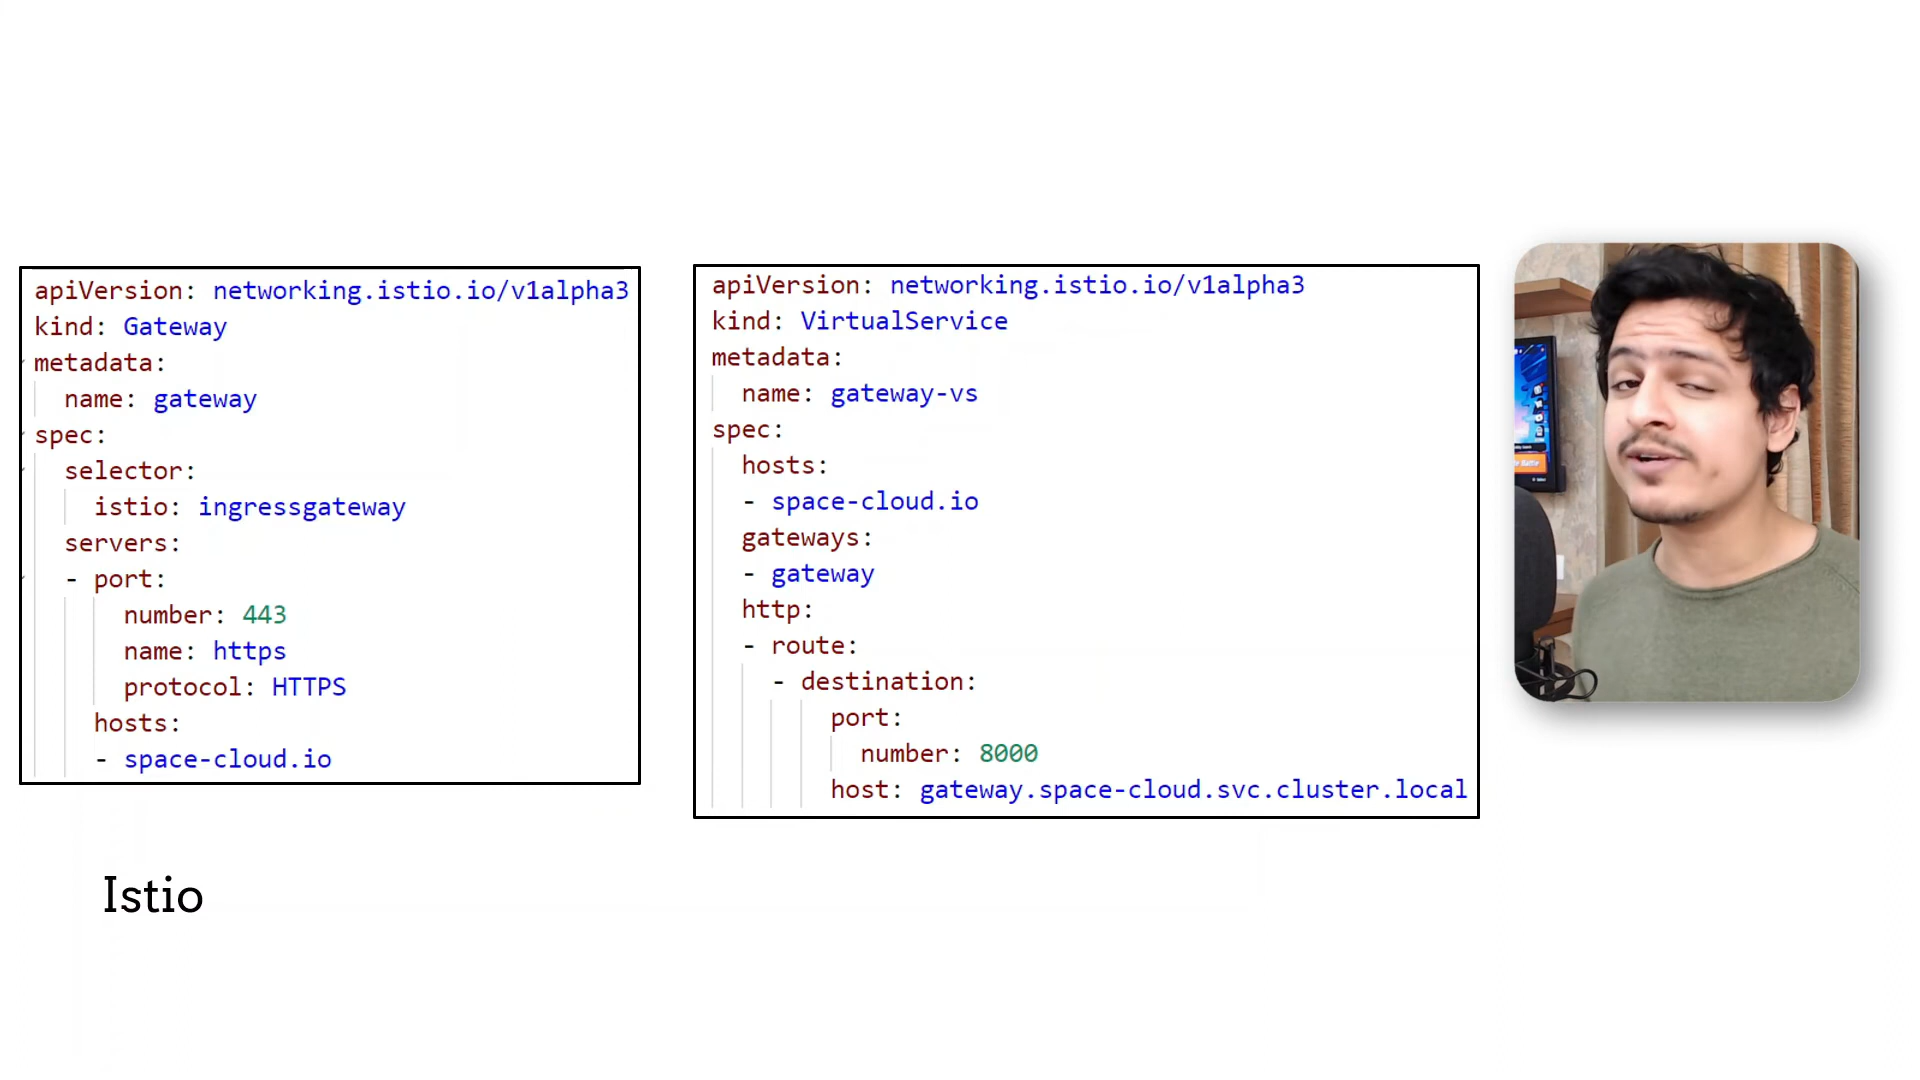 apiVersion: networking.istio.io/v1alpha3
kind: Gateway
metadata:
  name: gateway
spec:
  selector:
    istio: ingressgateway
  servers:
  - port:
      number: 443
      name: https
      protocol: HTTPS
    hosts:
    - space-cloud.io
apiVersion: networking.istio.io/v1alpha3
kind: VirtualService
metadata:
  name: gateway-vs
spec:
  hosts:
  - space-cloud.io
  gateways:
  - gateway
  http:
  - route:
    - destination:
        port:
          number: 8000
        host: gateway.space-cloud.svc.cluster.local
Istio